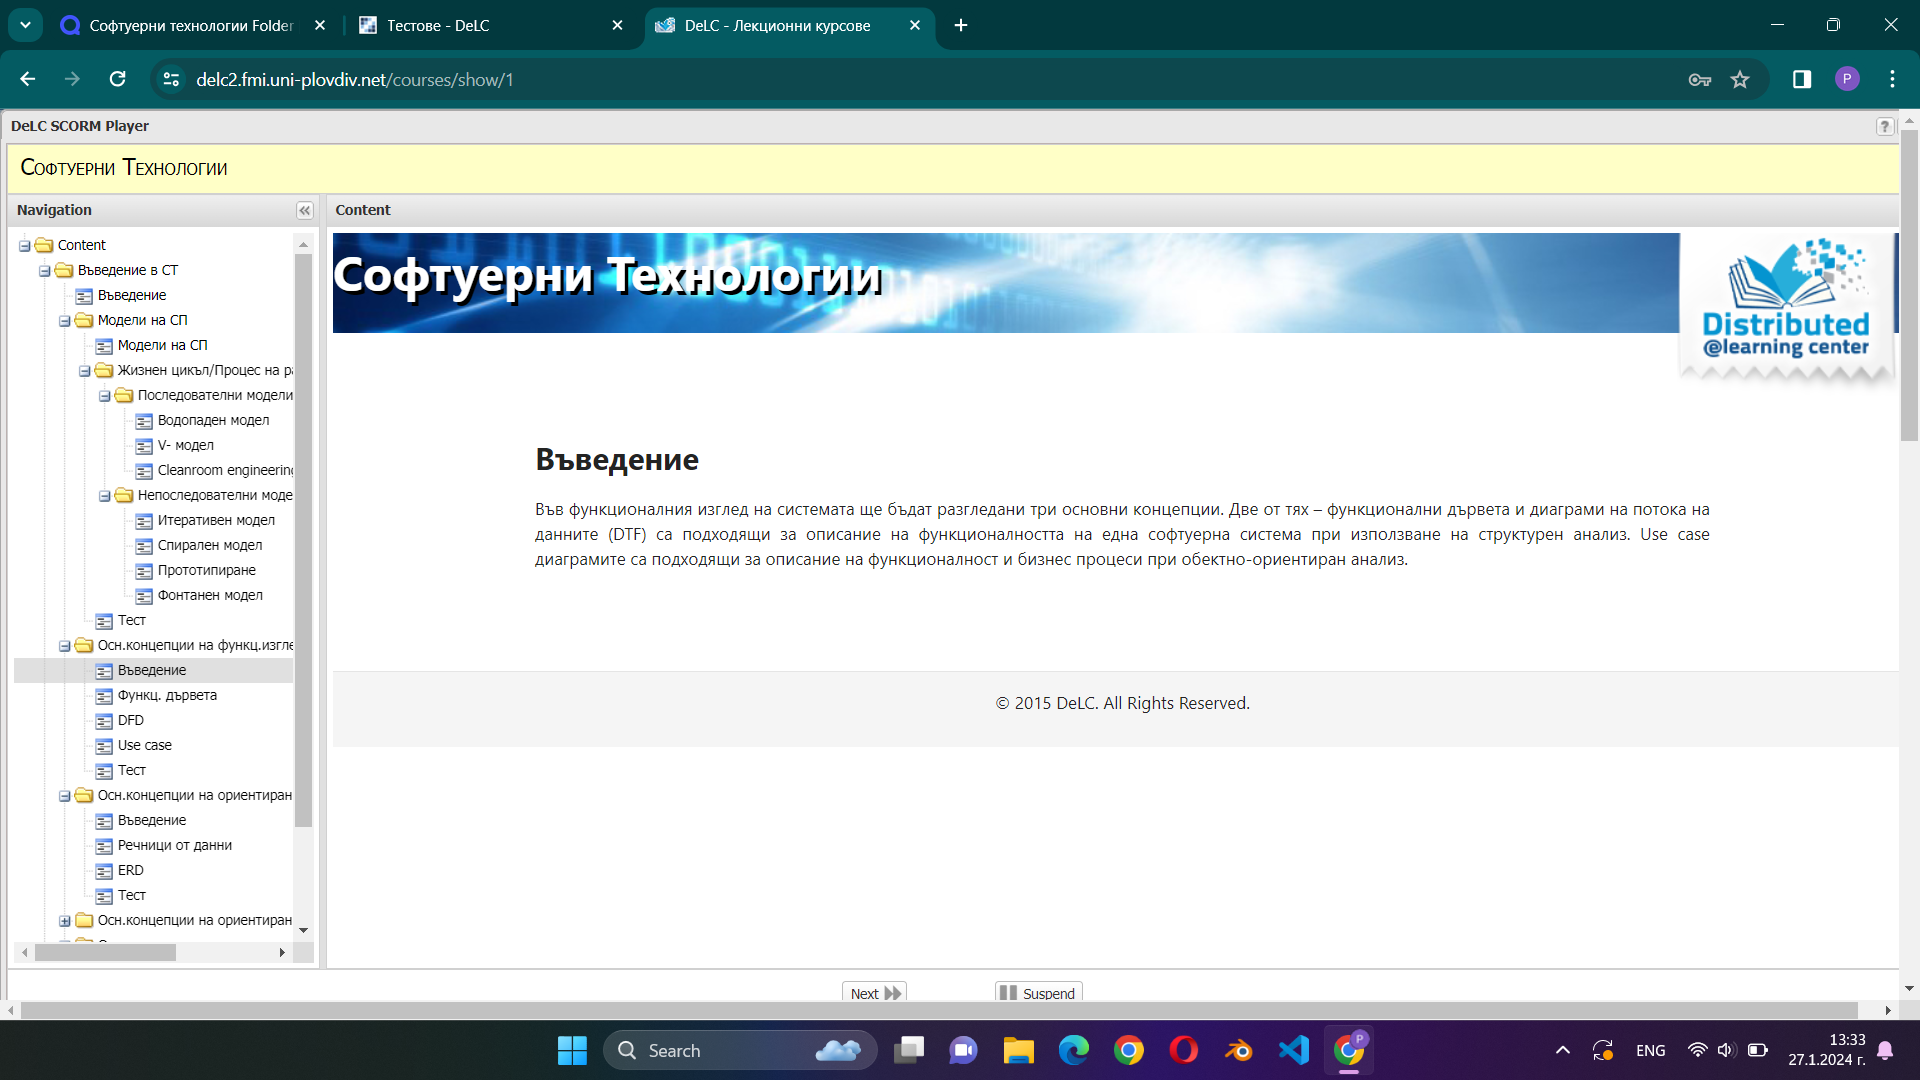 Софтуерни технологии Folder
Тестове - DeLC
DeLC - Лекционни курсове
delc2.fmi.uni-plovdiv.net/courses/show/1
P
DeLC SCORM Player
?
Софтуерни Технологии
Navigation
Content
Content
Въведение в СТ
Въведение
Модели на СП
Модели на СП
Жизнен цикъл/Процес на ра
Последователни модели
Водопаден модел
V- модел
Cleanroom engineering
Непоследователни моде
Итеративен модел
Спирален модел
Прототипиране
Фонтанен модел
Тест
Осн.концепции на функц.изгле
Въведение
Функц. дървета
DFD
Use case
Тест
Осн.концепции на ориентиран
Въведение
Речници от данни
ERD
Тест
Осн.концепции на ориентиран
Софтуерни Технологии
Distributed
@learning center
Въведение
Във функционалния изглед на системата ще бъдат разгледани три основни концепции. Две от тях – функционални дървета и диаграми на потока на
данните (DTF) са подходящи за описание на функционалността на една софтуерна система при използване на структурен анализ. Use case
диаграмите са подходящи за описание на функционалност и бизнес процеси при обектно-ориентиран анализ.
© 2015 DeLC. All Rights Reserved.
Next
Suspend
Search
P
ENG
13:33
27.1.2024 г.